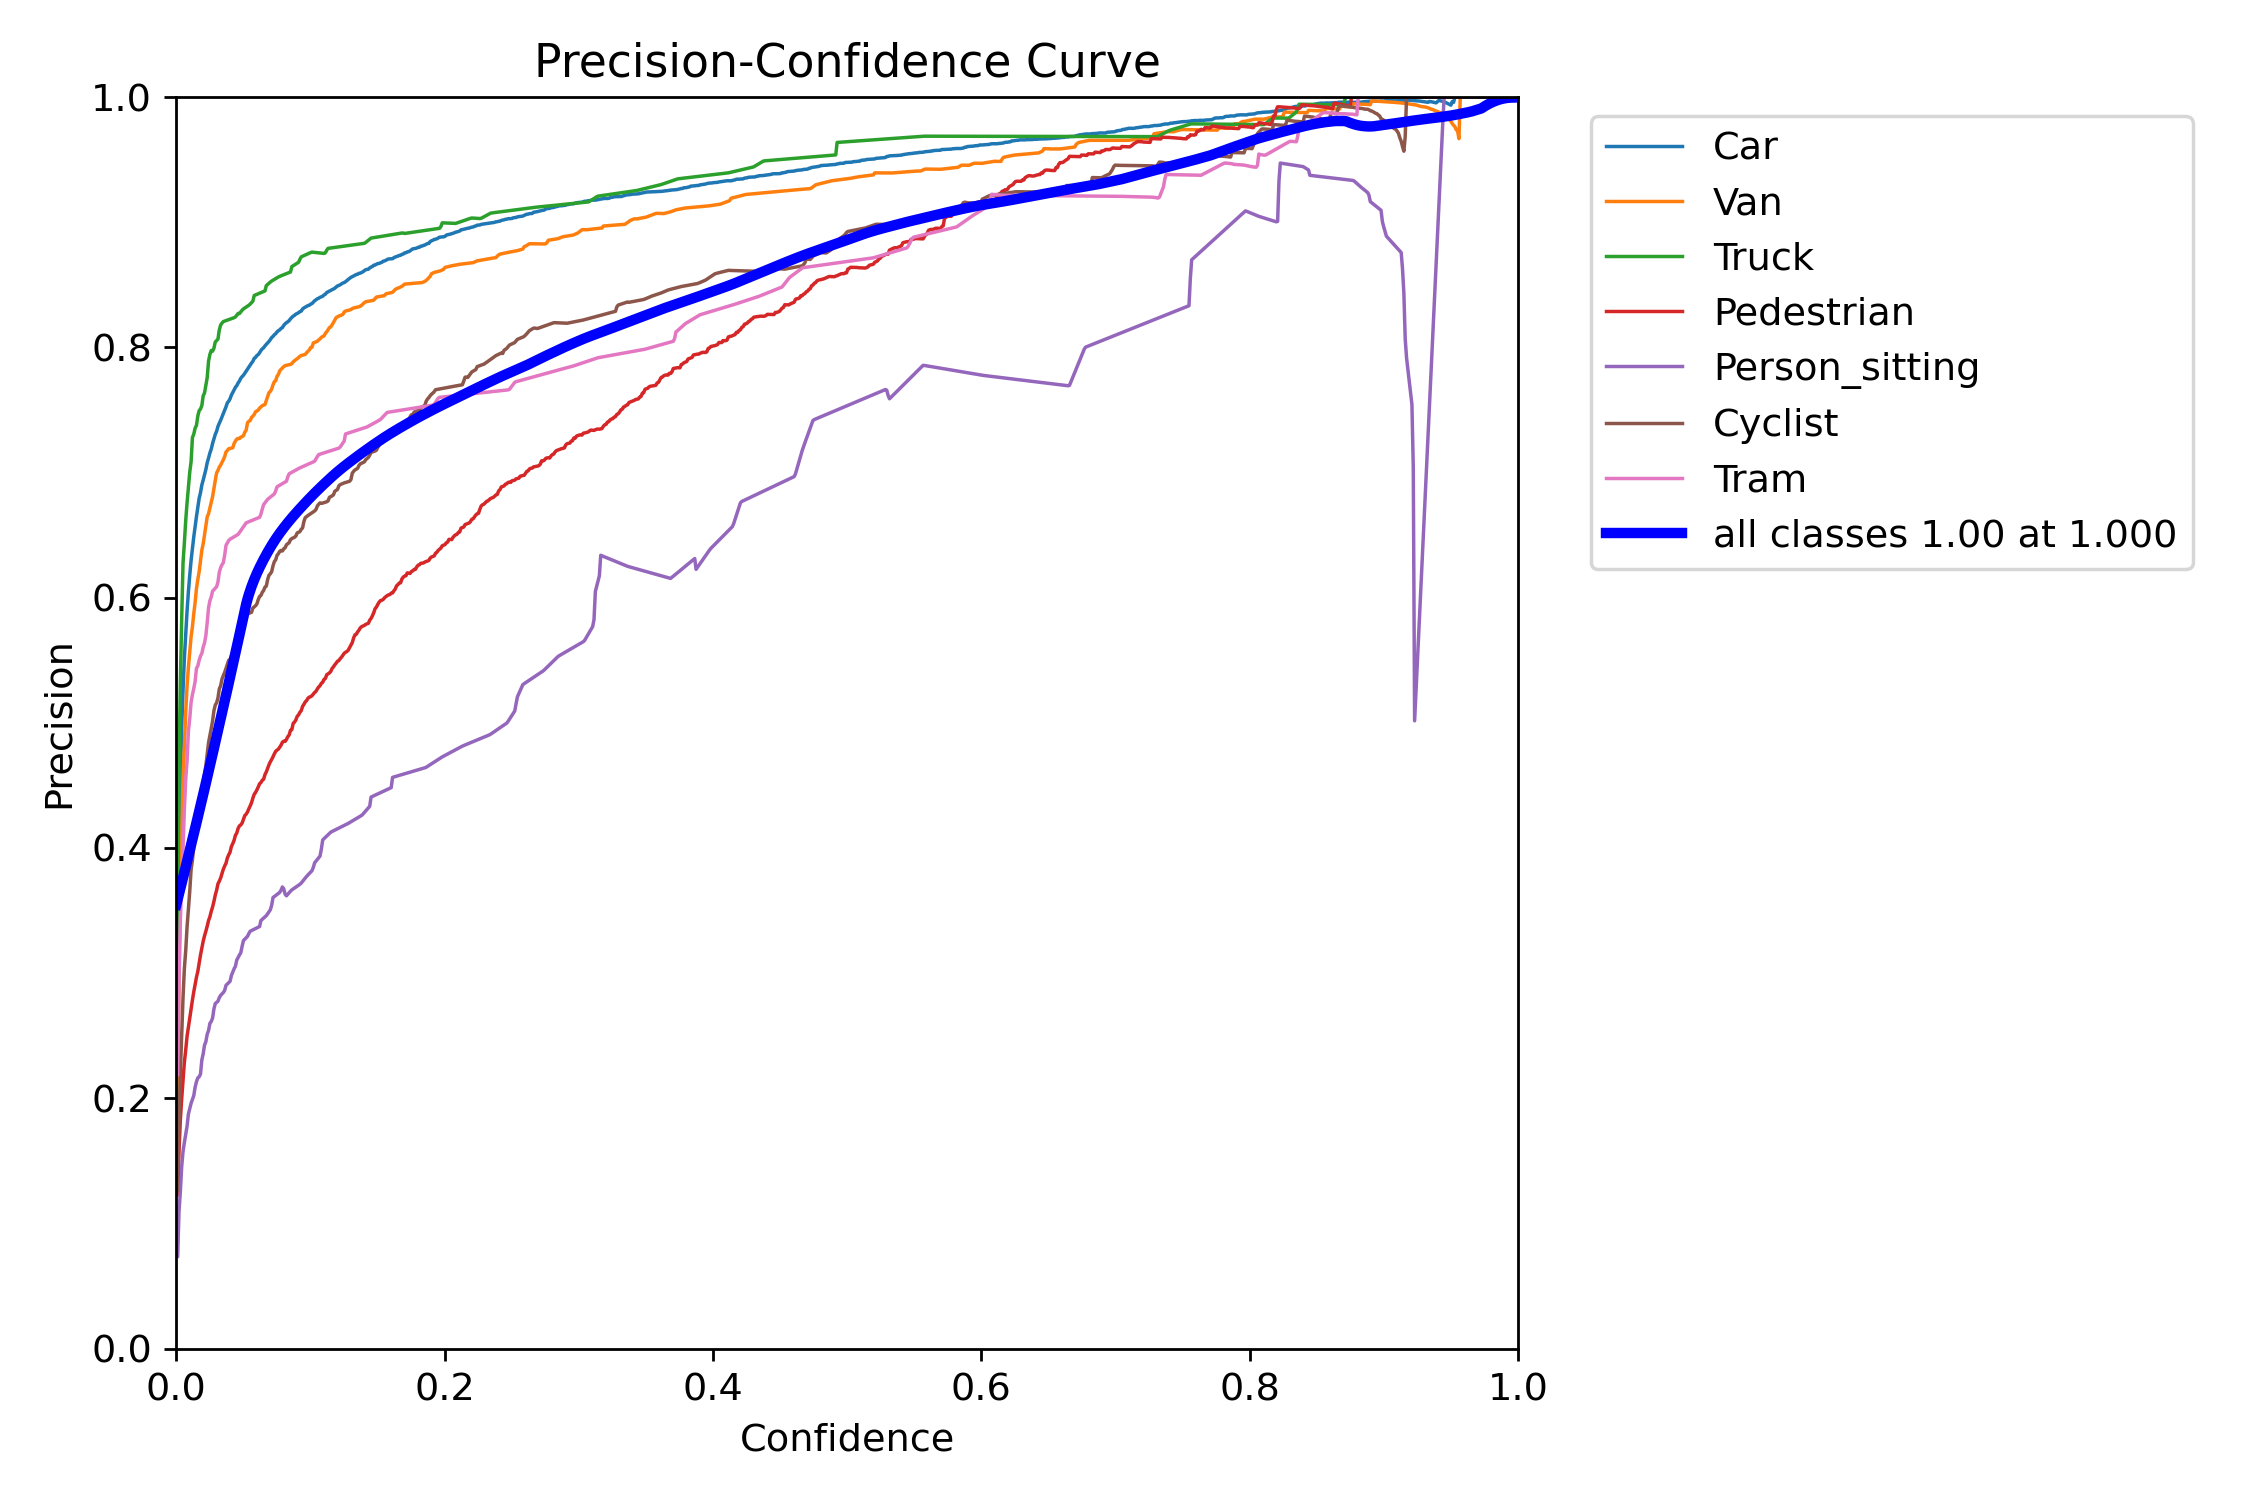 Precision-Confidence Curve
1.0
0.8
0.6
0.4
0.2
0.0
Precision
0.0 0.2 0.4 0.6 0.8 1.0
Confidence
Car
Van
Truck
Pedestrian
Person_sitting
Cyclist
Tram
all classes 1.00 at 1.000